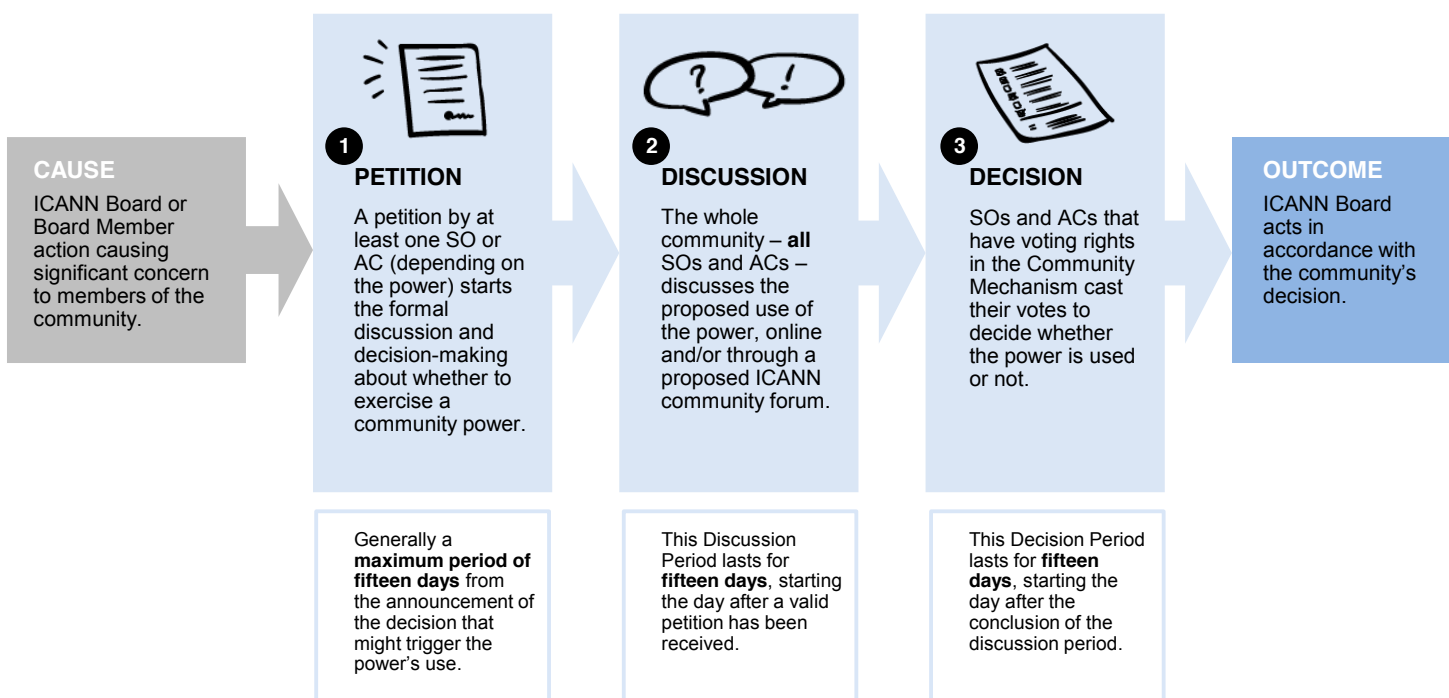 CAUSE
ICANN Board or
Board Member
action causing
significant concern
to members of the
community.
1
PETITION
A petition by at
least one SO or
AC (depending on
the power) starts
the formal
discussion and
decision-making
about whether to
exercise a
community power.
Generally a
maximum period of
fifteen days from
the announcement of
the decision that
might trigger the
power’s use.
?
!
2
DISCUSSION
The whole
community – all
SOs and ACs –
discusses the
proposed use of
the power, online
and/or through a
proposed ICANN
community forum.
This Discussion
Period lasts for
fifteen days, starting
the day after a valid
petition has been
received.
3
DECISION
SOs and ACs that
have voting rights
in the Community
Mechanism cast
their votes to
decide whether
the power is used
or not.
This Decision Period
lasts for fifteen
days, starting the
day after the
conclusion of the
discussion period.
OUTCOME
ICANN Board
acts in
accordance with
the community’s
decision.